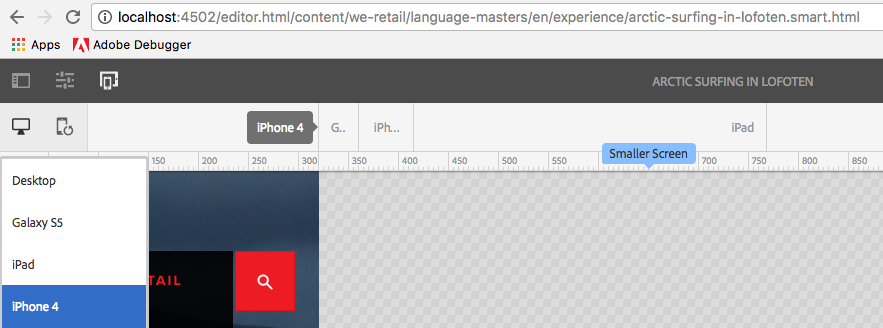 localhost:4502/editor.html/content/we-retail/language-masters/en/experience/arctic-surfing-in-lofoten.smart.html
Apps Adobe Debugger
ARCTIC SURFING IN LOFOTEN
iPhone 4 G.. iPh... iPad
Smaller Screen
150 200 250 300 350 400 450 500 550 700 750 800 850
Desktop
Galaxy S5
iPad
TAIL
iPhone 4